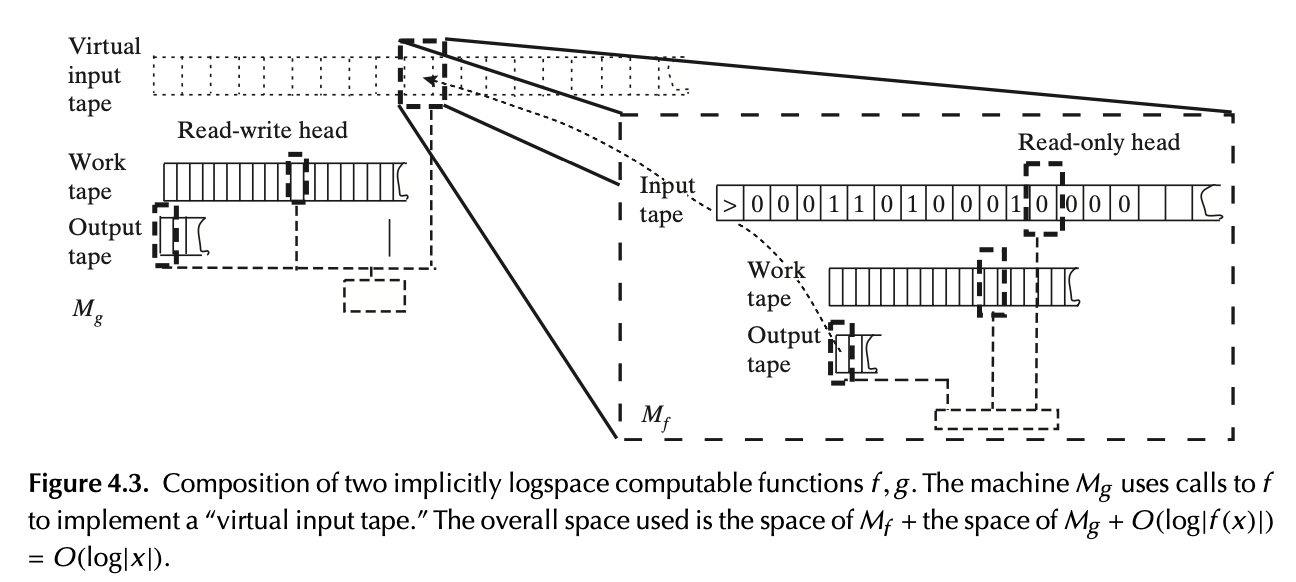 Virtual
input
tape
Read-write head
Work
tape
Output
tape
M_g
Read-only head
Input
tape
> 0 0 0 1 1 0 1 0 0 0 1 0 0 0 0
Work
tape
Output
tape
M_f
Figure 4.3. Composition of two implicitly logspace computable functions f, g. The machine M_g uses calls to f
to implement a “virtual input tape.” The overall space used is the space of M_f + the space of M_g + O(log|f(x)|)
= O(log|x|).